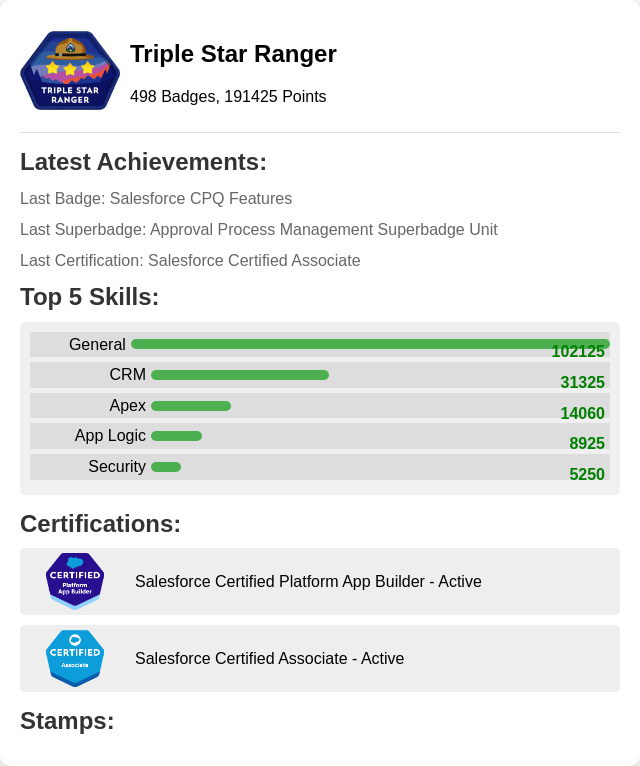 TRIPLE STAR
RANGER
Triple Star Ranger
498 Badges, 191425 Points
Latest Achievements:
Last Badge: Salesforce CPQ Features
Last Superbadge: Approval Process Management Superbadge Unit
Last Certification: Salesforce Certified Associate
Top 5 Skills:
General 102125
CRM 31325
Apex 14060
App Logic 8925
Security 5250
Certifications:
CERTIFIED
Platform
App Builder
Salesforce Certified Platform App Builder - Active
CERTIFIED
Associate
Salesforce Certified Associate - Active
Stamps: